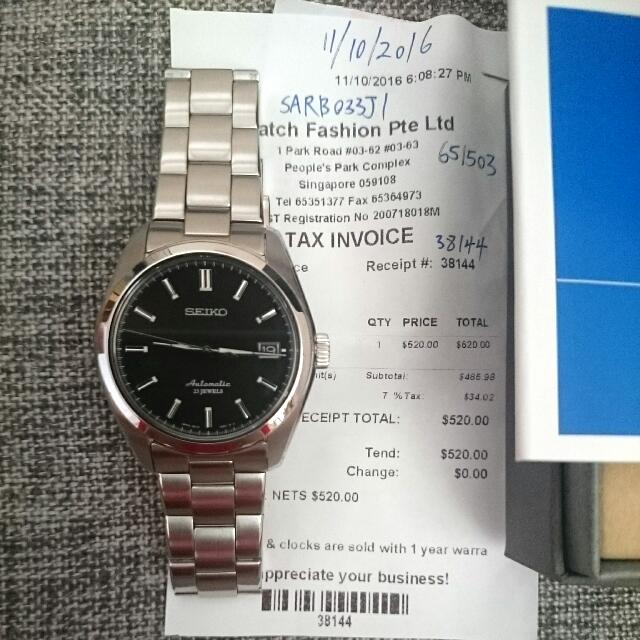 11/10/2016
11/10/2016 6:08:27 PM
SARB033J1
atch Fashion Pte Ltd
1 Park Road #03-62 #03-63
651503
People's Park Complex
Singapore 059108
Tel 65351377 Fax 65364973
ST Registration No 200718018M
TAX INVOICE
38144
ce
Receipt #: 38144
QTY PRICE TOTAL
1 $520.00 $520.00
nit(s) Subtotal: $485.98
7 %Tax: $34.02
ECEIPT TOTAL: $520.00
Tend: $520.00
Change: $0.00
NETS $520.00
& clocks are sold with 1 year warra
ppreciate your business!
38144
SEIKO
19
Automatic
23 JEWELS